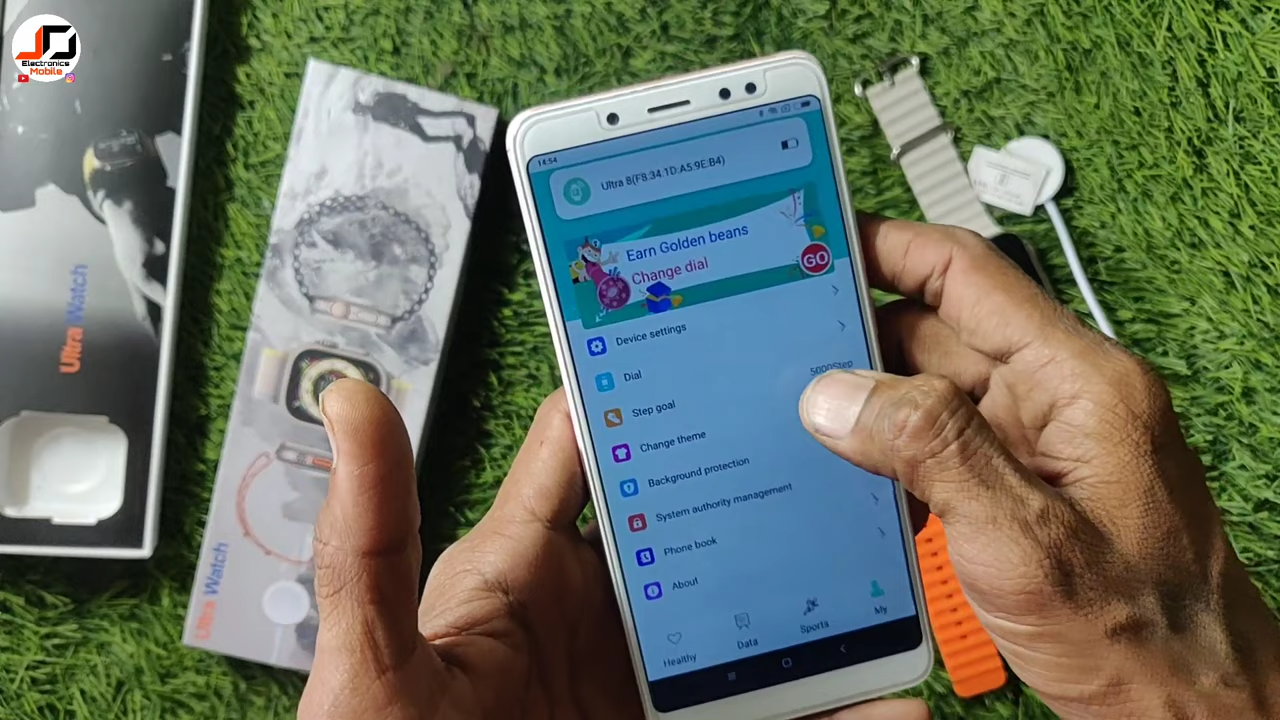 Electronics
Mobile
Ultra Watch
Ultra Watch
18:54
Ultra 8(F8:34:1D:A5:9E:B4)
Earn Golden beans
Change dial
GO
Device settings
Dial
Step goal
5000Step
Change theme
Background protection
System authority management
Phone book
About
Healthy
Data
Sports
My